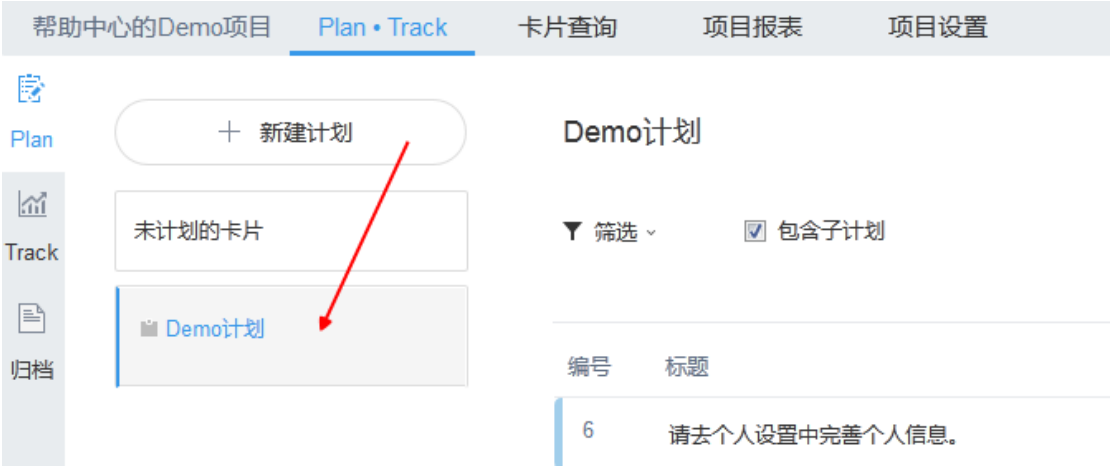 帮助中心的Demo项目 Plan • Track 卡片查询 项目报表 项目设置
Plan
Track
归档
新建计划
未计划的卡片
Demo计划
Demo计划
筛选 包含子计划
编号 标题
6 请去个人设置中完善个人信息。